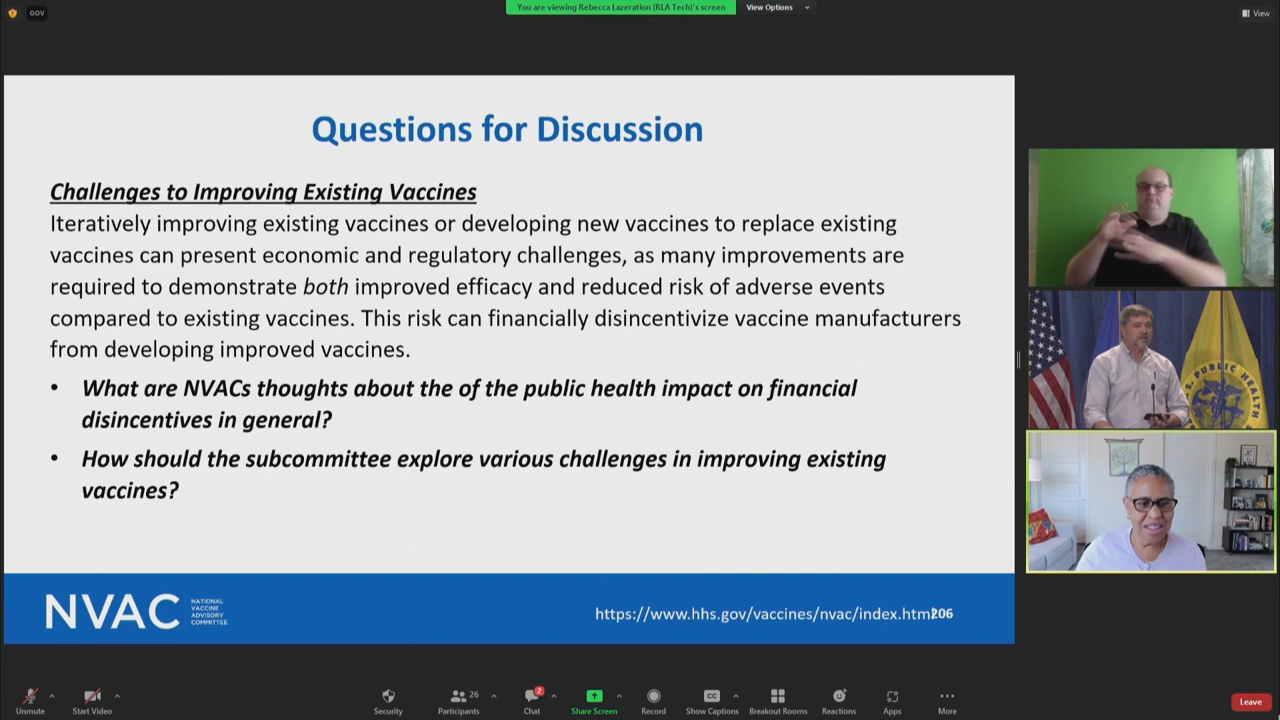 GOV
You are viewing Rebecca Lazeration (RLA Tech)'s screen
View Options
View
Questions for Discussion
Challenges to Improving Existing Vaccines
Iteratively improving existing vaccines or developing new vaccines to replace existing
vaccines can present economic and regulatory challenges, as many improvements are
required to demonstrate both improved efficacy and reduced risk of adverse events
compared to existing vaccines. This risk can financially disincentivize vaccine manufacturers
from developing improved vaccines.
• What are NVACs thoughts about the of the public health impact on financial
disincentives in general?
• How should the subcommittee explore various challenges in improving existing
vaccines?
NVAC
NATIONAL
VACCINE
ADVISORY
COMMITTEE
https://www.hhs.gov/vaccines/nvac/index.html
206
PUBLIC HEALTH
Unmute
Start Video
Security
Participants
26
Chat
2
Share Screen
Record
CC
Show Captions
Breakout Rooms
Reactions
Apps
More
Leave